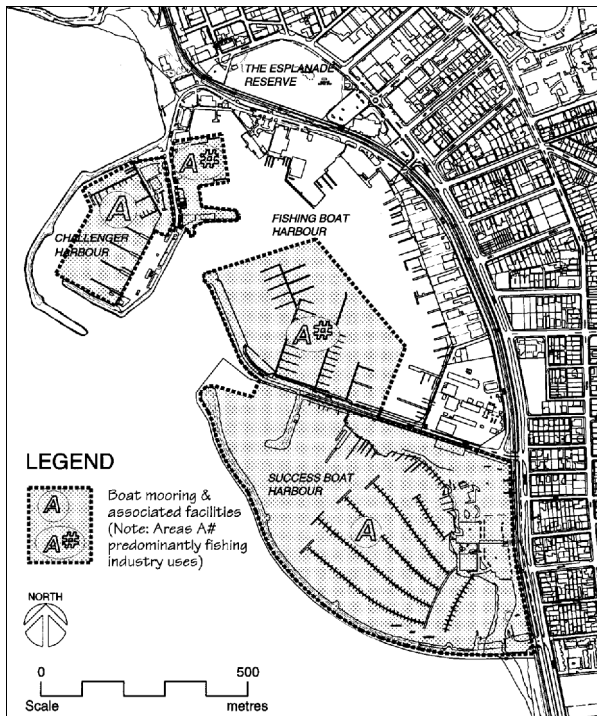 THE ESPLANADE
RESERVE
A#
A
CHALLENGER
HARBOUR
FISHING BOAT
HARBOUR
A#
SUCCESS BOAT
HARBOUR
A
LEGEND
A
A#
Boat mooring &
associated facilities
(Note: Areas A#
predominantly fishing
industry uses)
NORTH
0 500
Scale metres